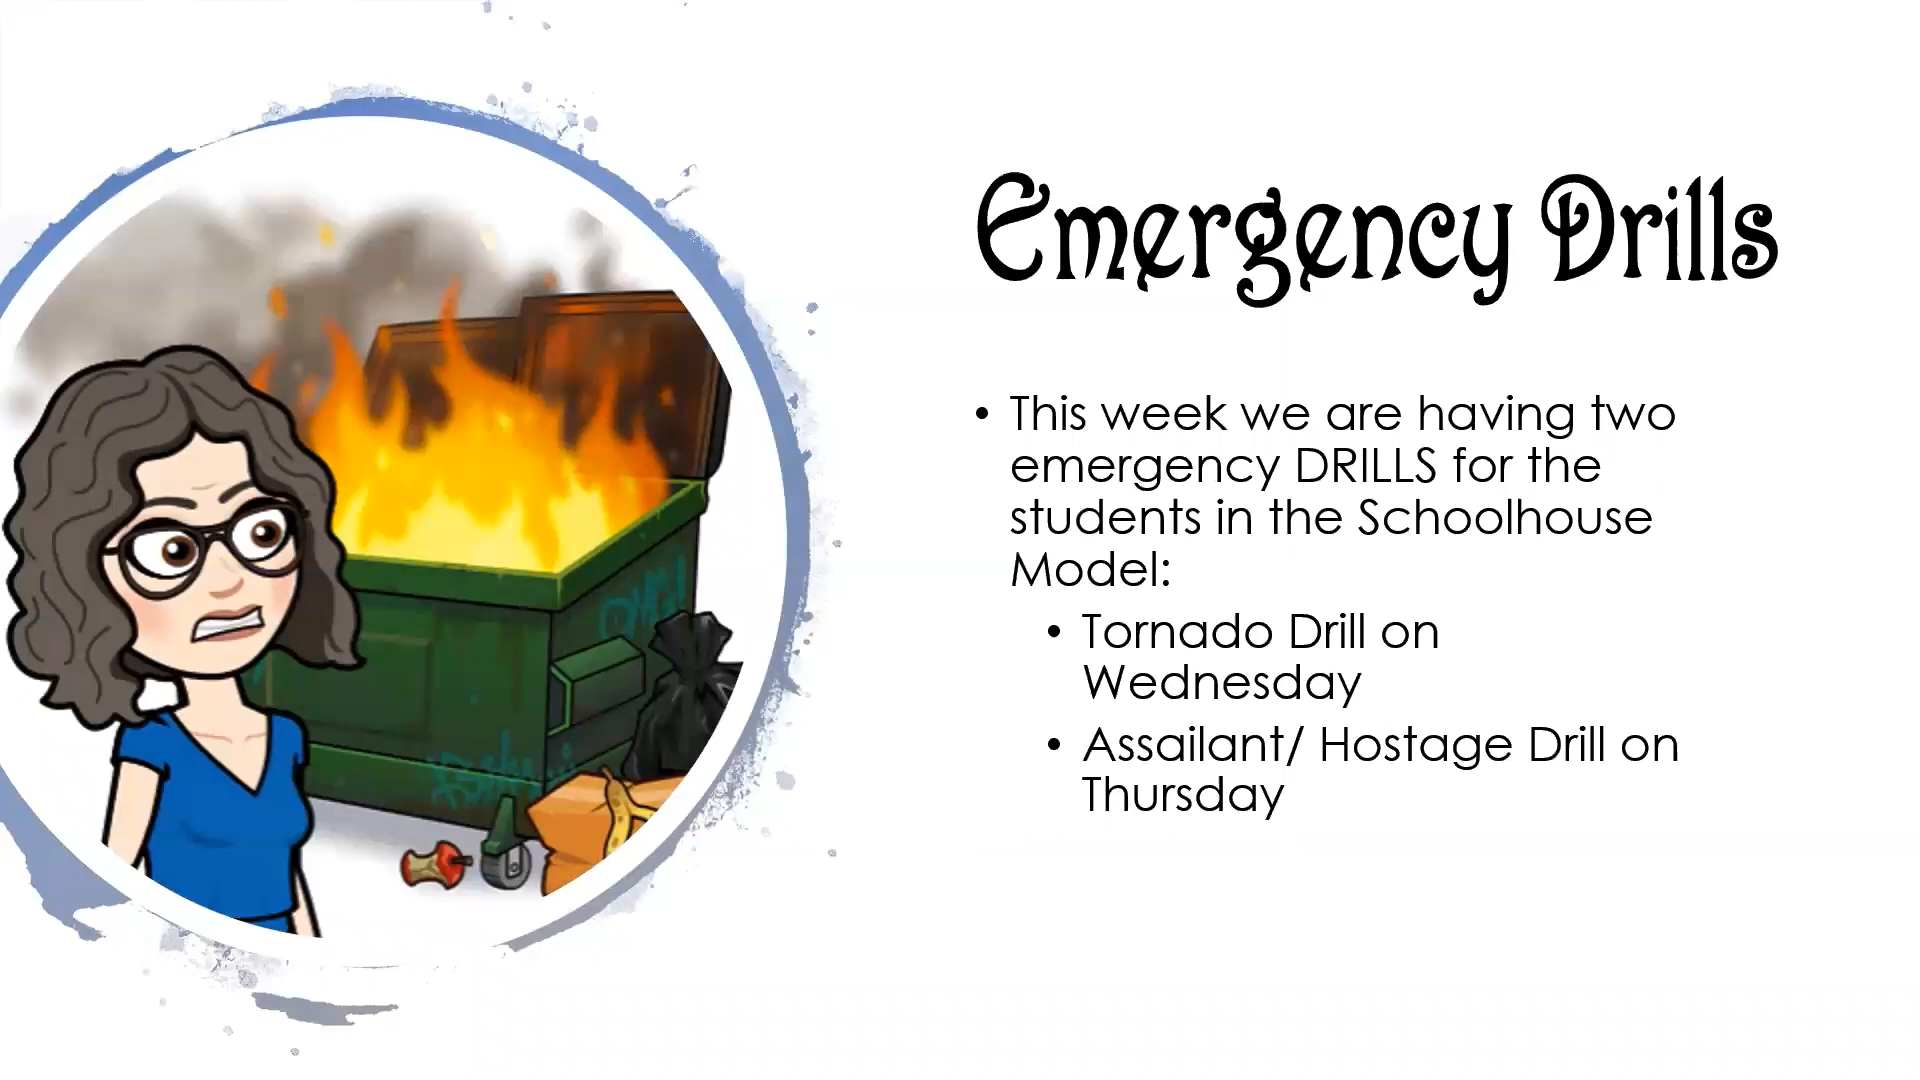 Emergency Drills
• This week we are having two
emergency DRILLS for the
students in the Schoolhouse
Model:
• Tornado Drill on
Wednesday
• Assailant/ Hostage Drill on
Thursday